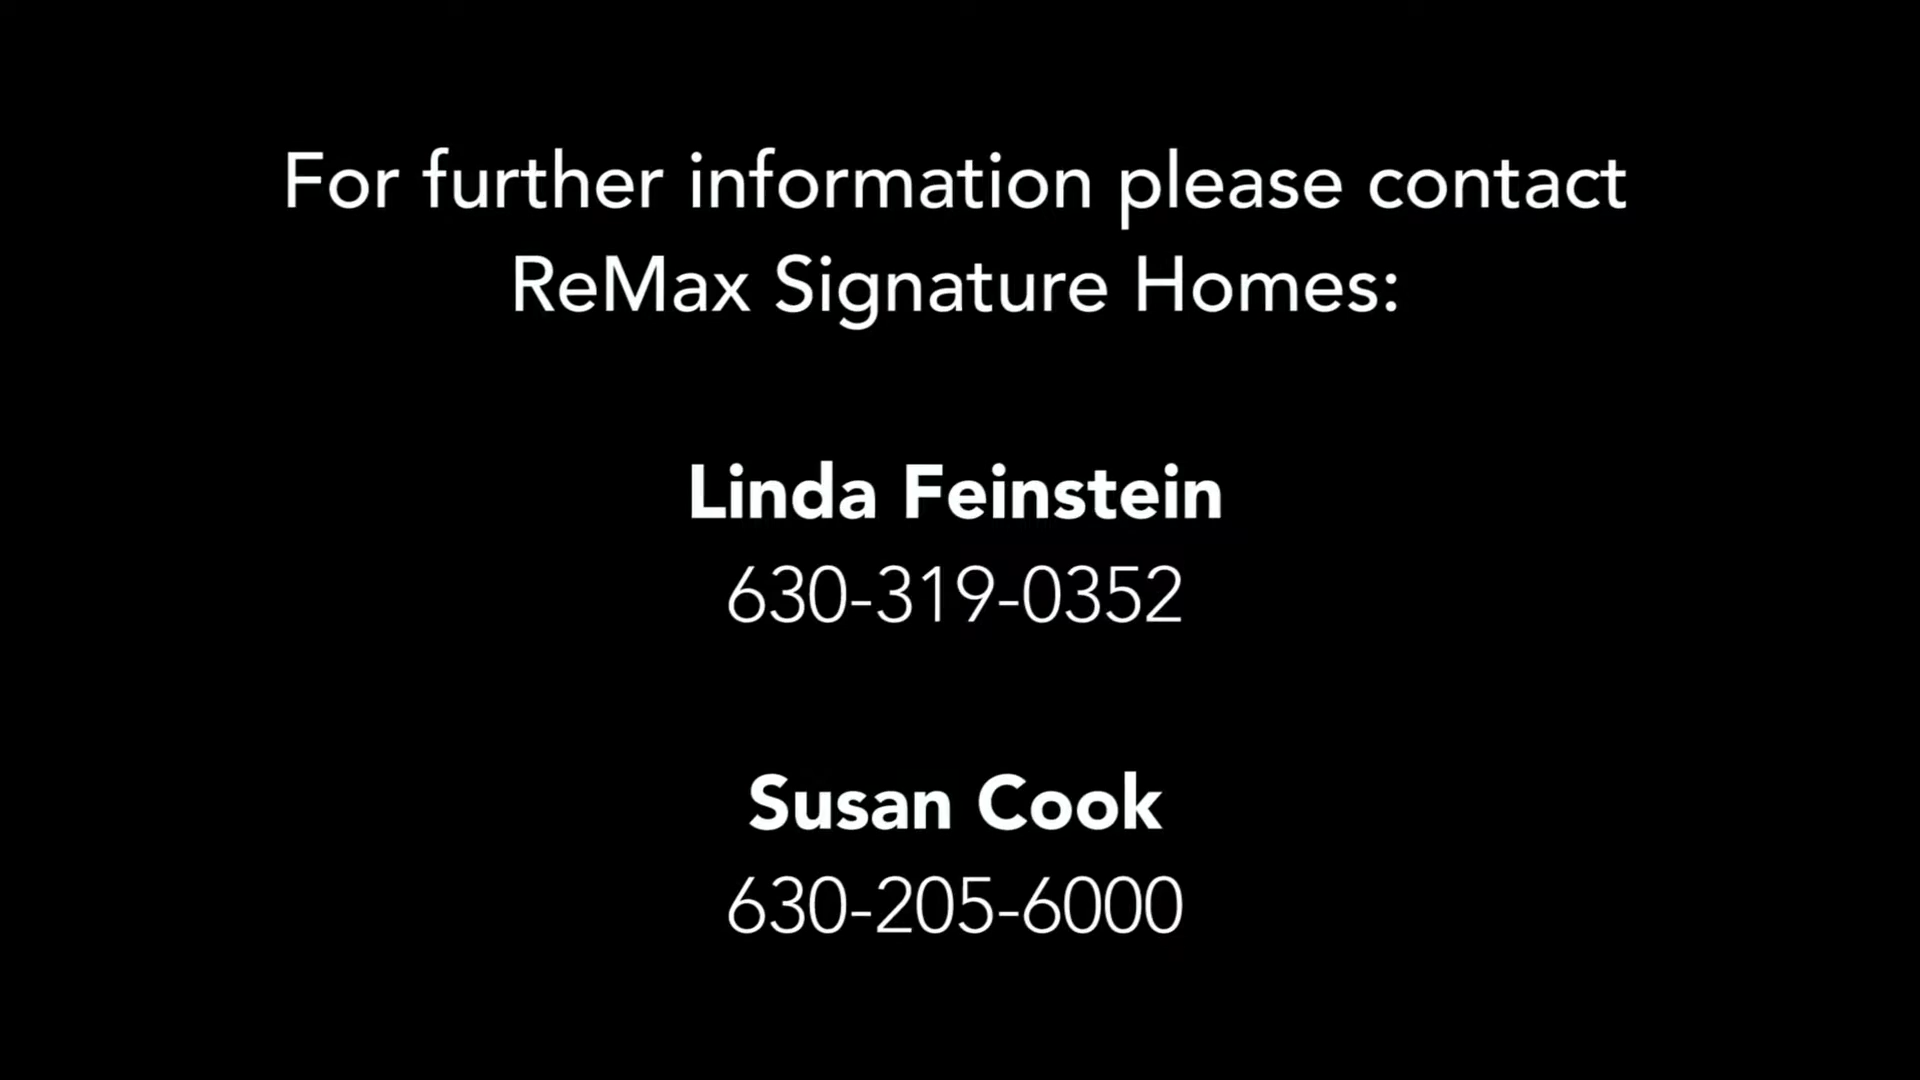 For further information please contact
ReMax Signature Homes:
Linda Feinstein
630-319-0352
Susan Cook
630-205-6000